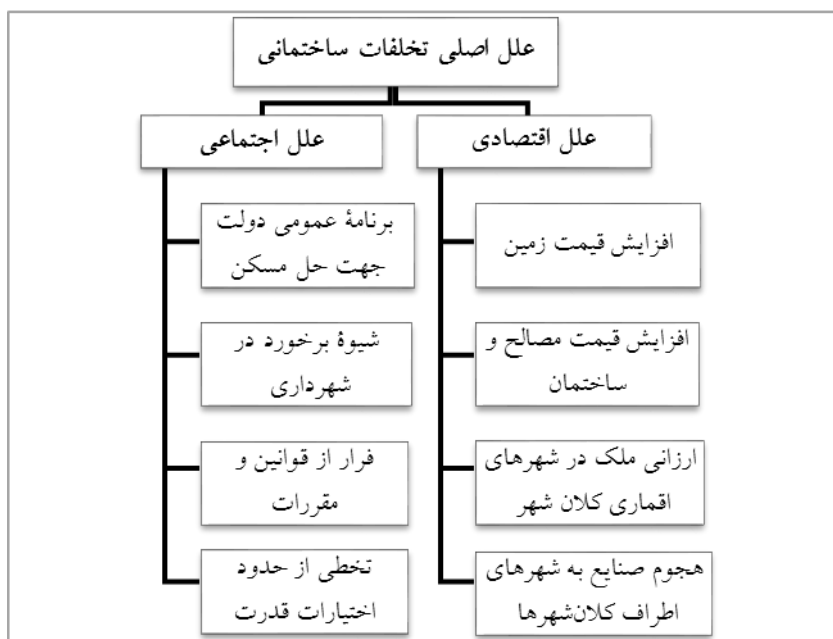 علل اصلی تخلفات ساختمانی
علل اقتصادی
افزایش قیمت زمین
افزایش قیمت مصالح و
ساختمان
ارزانی ملک در شهرهای
اقماری کلان شهر
هجوم صنایع به شهرهای
اطراف کلان‌شهرها
علل اجتماعی
برنامهٔ عمومی دولت
جهت حل مسکن
شیوهٔ برخورد در
شهرداری
فرار از قوانین و
مقررات
تخطی از حدود
اختیارات قدرت